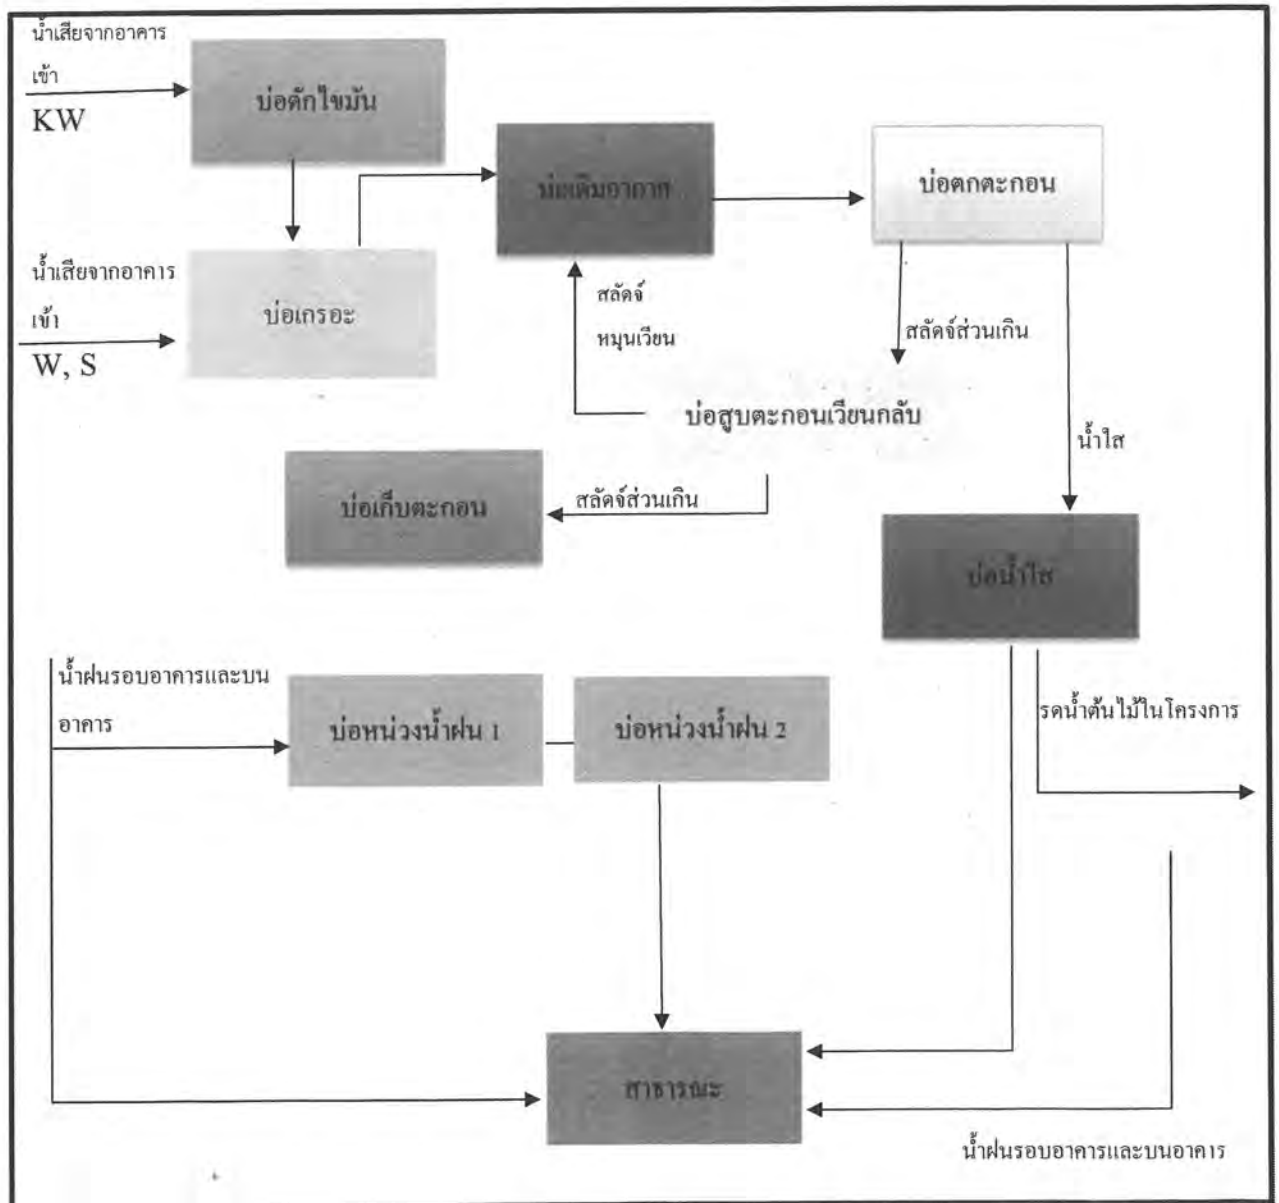 น้ำเสียจากอาคาร
เข้า
KW
บ่อดักไขมัน
บ่อเติมอากาศ
บ่อตกตะกอน
น้ำเสียจากอาคาร
เข้า
W, S
บ่อเกรอะ
สลัดจ์
หมุนเวียน
สลัดจ์ส่วนเกิน
บ่อสูบตะกอนเวียนกลับ
น้ำใส
บ่อเก็บตะกอน
สลัดจ์ส่วนเกิน
บ่อน้ำใส
น้ำฝนรอบอาคารและบน
อาคาร
บ่อหน่วงน้ำฝน 1
บ่อหน่วงน้ำฝน 2
รดน้ำต้นไม้ในโครงการ
สาธารณะ
น้ำฝนรอบอาคารและบนอาคาร